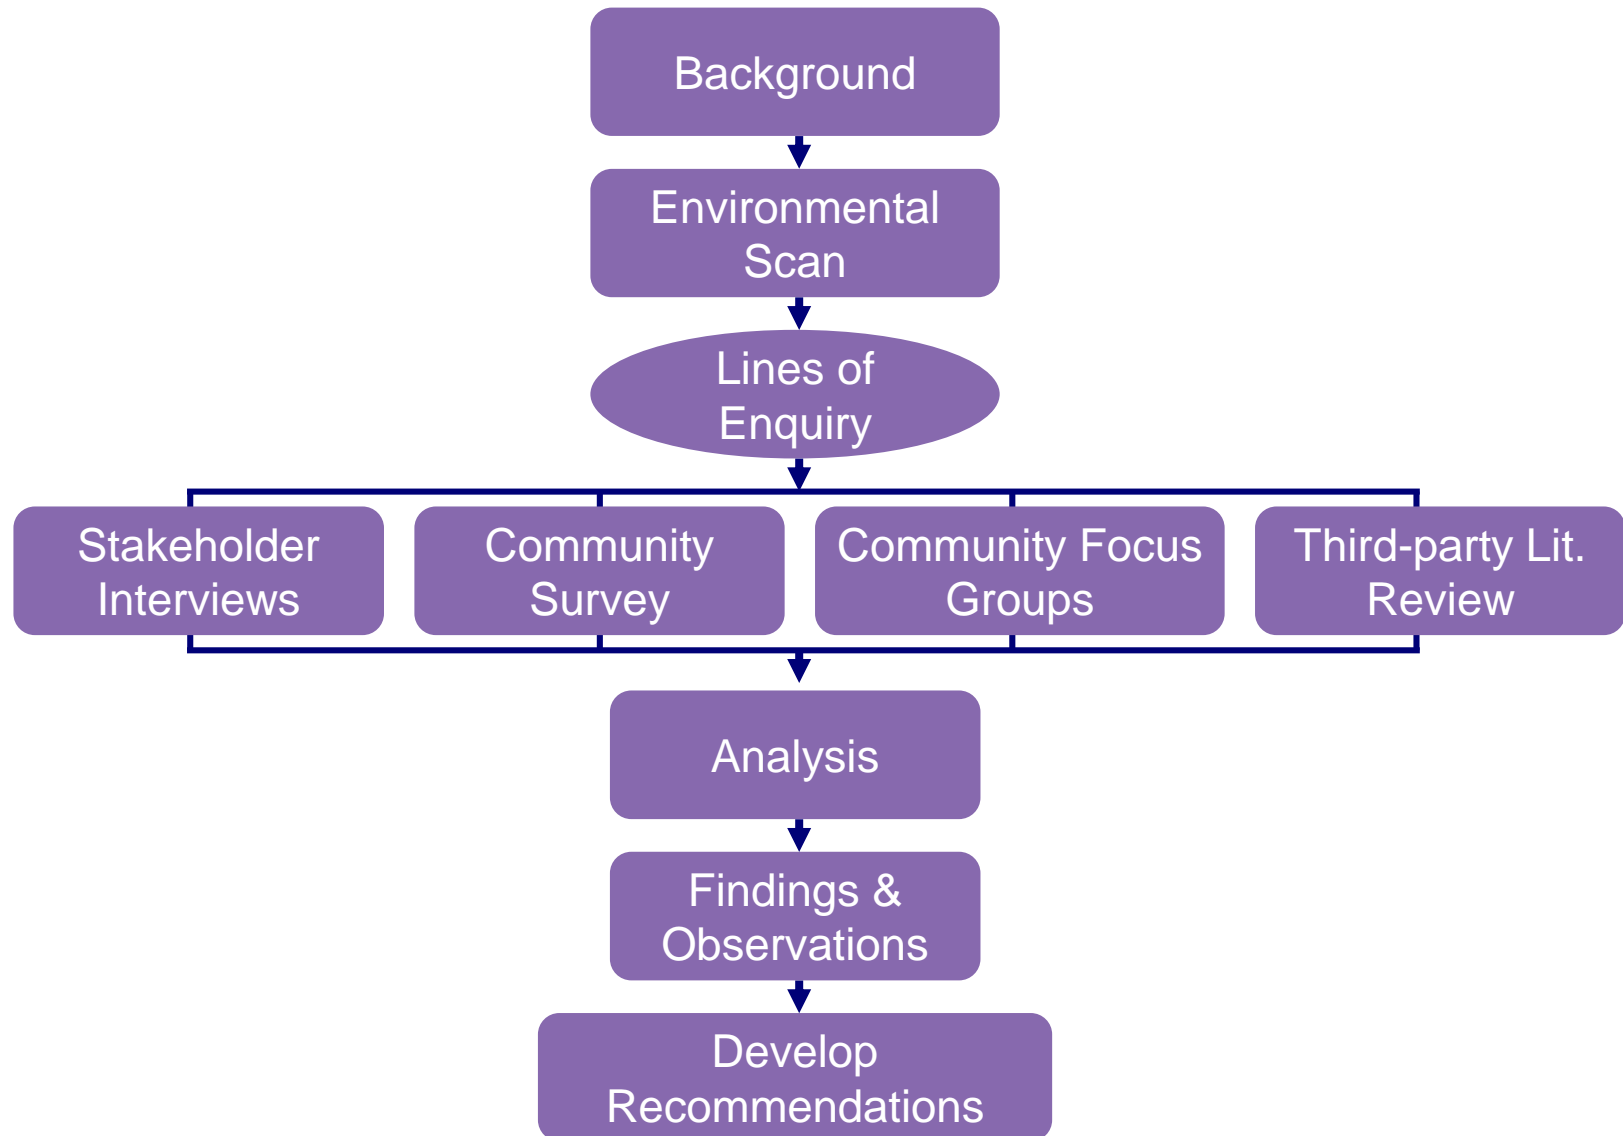 Background
Environmental
Scan
Lines of
Enquiry
Stakeholder
Interviews
Community
Survey
Community Focus
Groups
Third-party Lit.
Review
Analysis
Findings &
Observations
Develop
Recommendations